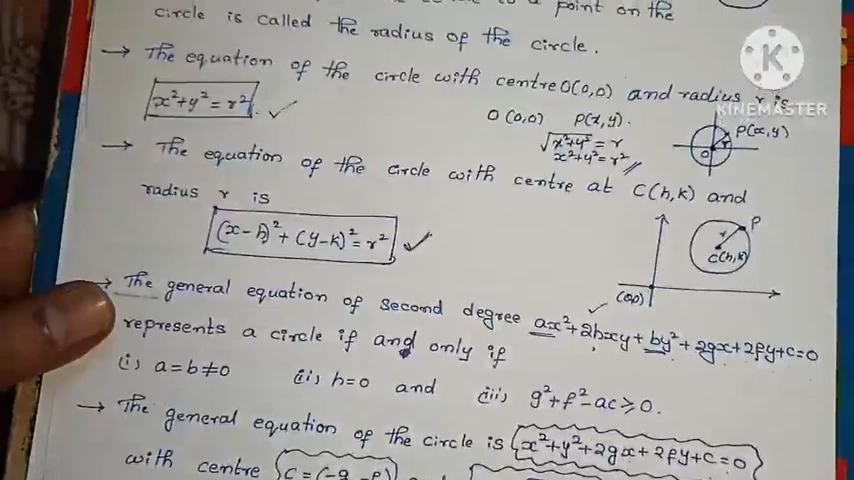 point on the
circle is called the radius of the circle.
→ The equation of the circle with centre O(0,0) and radius r is
x²+y²=r² ✓
O (0,0) P(x,y).
√x²+y² = r
x²+y²=r²
P(x,y)
r
O
→ The equation of the circle with centre at C(h,k) and
radius r is
(x-h)²+(y-k)²=r² ✓
P
r
C(h,k)
(0,0)
→ The general equation of second degree ax²+2hxy+by²+2gx+2fy+c=0
represents a circle if and only if
(i) a=b≠0 (ii) h=0 and (iii) g²+f²-ac≥0.
→ The general equation of the circle is x²+y²+2gx+2fy+c=0
with centre C=(-g,-f)
K
KINEMASTER